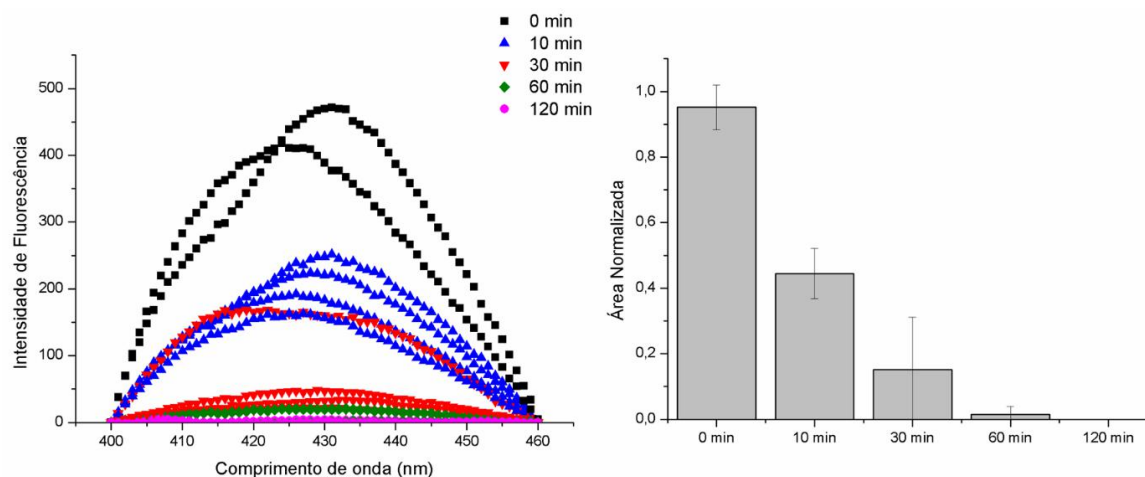 0 min
10 min
30 min
60 min
120 min
500
400
300
200
100
0
Intensidade de Fluorescência
400 410 420 430 440 450 460
Comprimento de onda (nm)
1,0
0,8
0,6
0,4
0,2
0,0
Área Normalizada
0 min 10 min 30 min 60 min 120 min